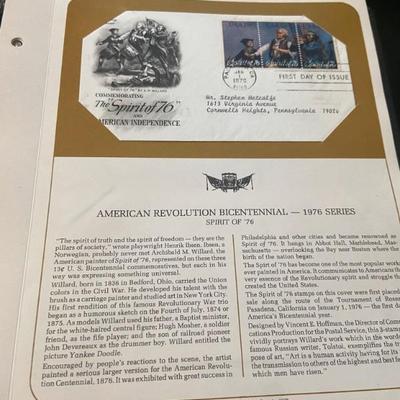 "SPIRIT OF '76" BY A.M. WILLARD
COMMEMORATING
The "Spirit of 76"
AND
AMERICAN INDEPENDENCE
JAN
1
1976
FIRST DAY OF ISSUE
Mr. Stephen Metcalfe
1613 Virginia Avenue
Cornwells Heights, Pennsylvania 19020
AMERICAN REVOLUTION BICENTENNIAL — 1976 SERIES
SPIRIT OF '76
"The spirit of truth and the spirit of freedom — they are the
pillars of society," wrote playwright Henrik Ibsen. Ibsen, a
Norwegian, probably never met Archibald M. Willard, the
American painter of Spirit of '76, represented on these three
13¢ U. S. Bicentennial commemoratives, but each in his
way was expressing something universal.
Willard, born in 1836 in Bedford, Ohio, carried the Union
colors in the Civil War. He developed his talent with the
brush as a carriage painter and studied art in New York City.
His first rendition of this famous Revolutionary War trio
began as a humorous sketch on the Fourth of July, 1874 or
1875. As models Willard used his father, a Baptist minister,
for the white-haired central figure; Hugh Mosher, a soldier
friend, as the fife player; and the son of railroad pioneer
John Devereaux as the drummer boy. Willard entitled the
picture Yankee Doodle.
Encouraged by people's reactions to the scene, the artist
painted a serious larger version for the American Revolu-
tion Centennial, 1876. It was exhibited with great success in
Philadelphia and other cities and became renowned as
Spirit of '76. It hangs in Abbot Hall, Marblehead, Massa-
chusetts — overlooking the Bay near Boston where the
birth of the nation began.
The Spirit of '76 has become one of the most popular works
ever painted in America. It communicates to Americans the
very essence of the Revolutionary spirit and struggle that
created the United States.
The Spirit of '76 stamps on this cover were first placed on
sale along the route of the Tournament of Roses
Pasadena, California on January 1, 1976 — the first day
America's Bicentennial year.
Designed by Vincent E. Hoffman, the Director of Commu-
cations Production for the Postal Service, this 3-stamp
vividly portrays Willard's work which in the words
formal essayist, Russian Leo Tolstoi, exemplifies the
pose of art, "Art is a human activity having for its
the transmission to others of the highest and best feel
which men have risen."